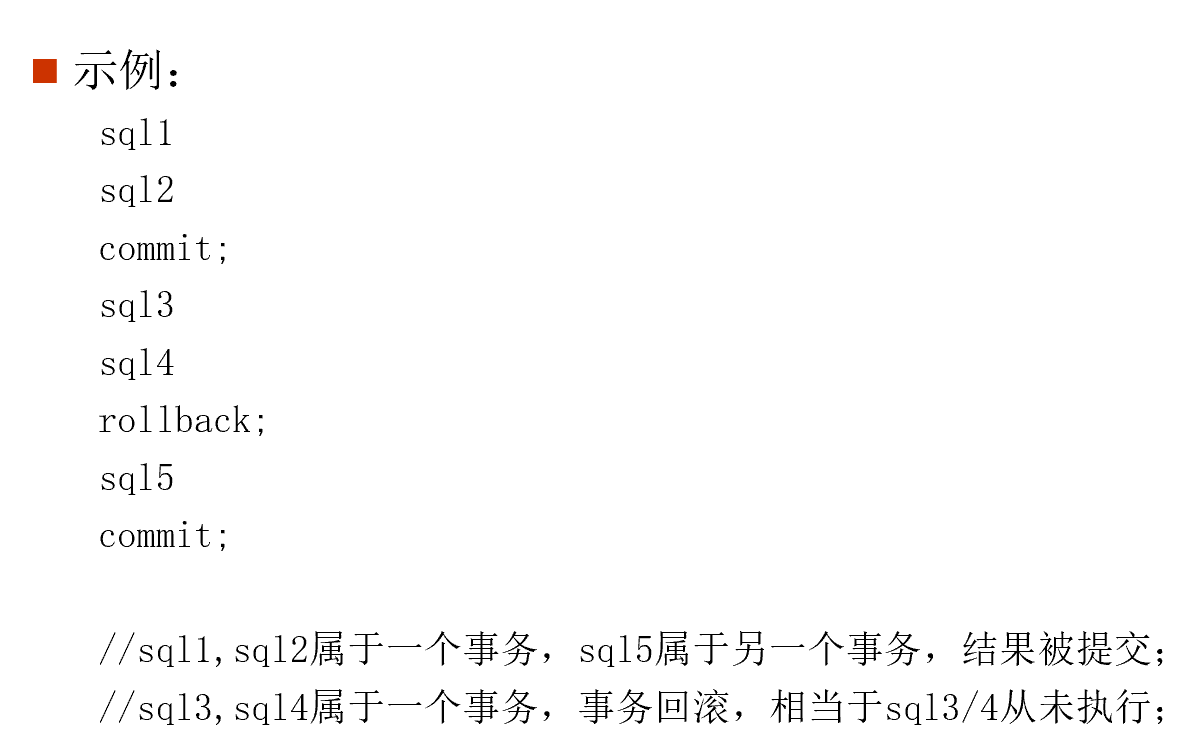 示例：
sql1
sql2
commit;
sql3
sql4
rollback;
sql5
commit;
//sql1,sql2属于一个事务，sql5属于另一个事务，结果被提交；
//sql3,sql4属于一个事务，事务回滚，相当于sql3/4从未执行；